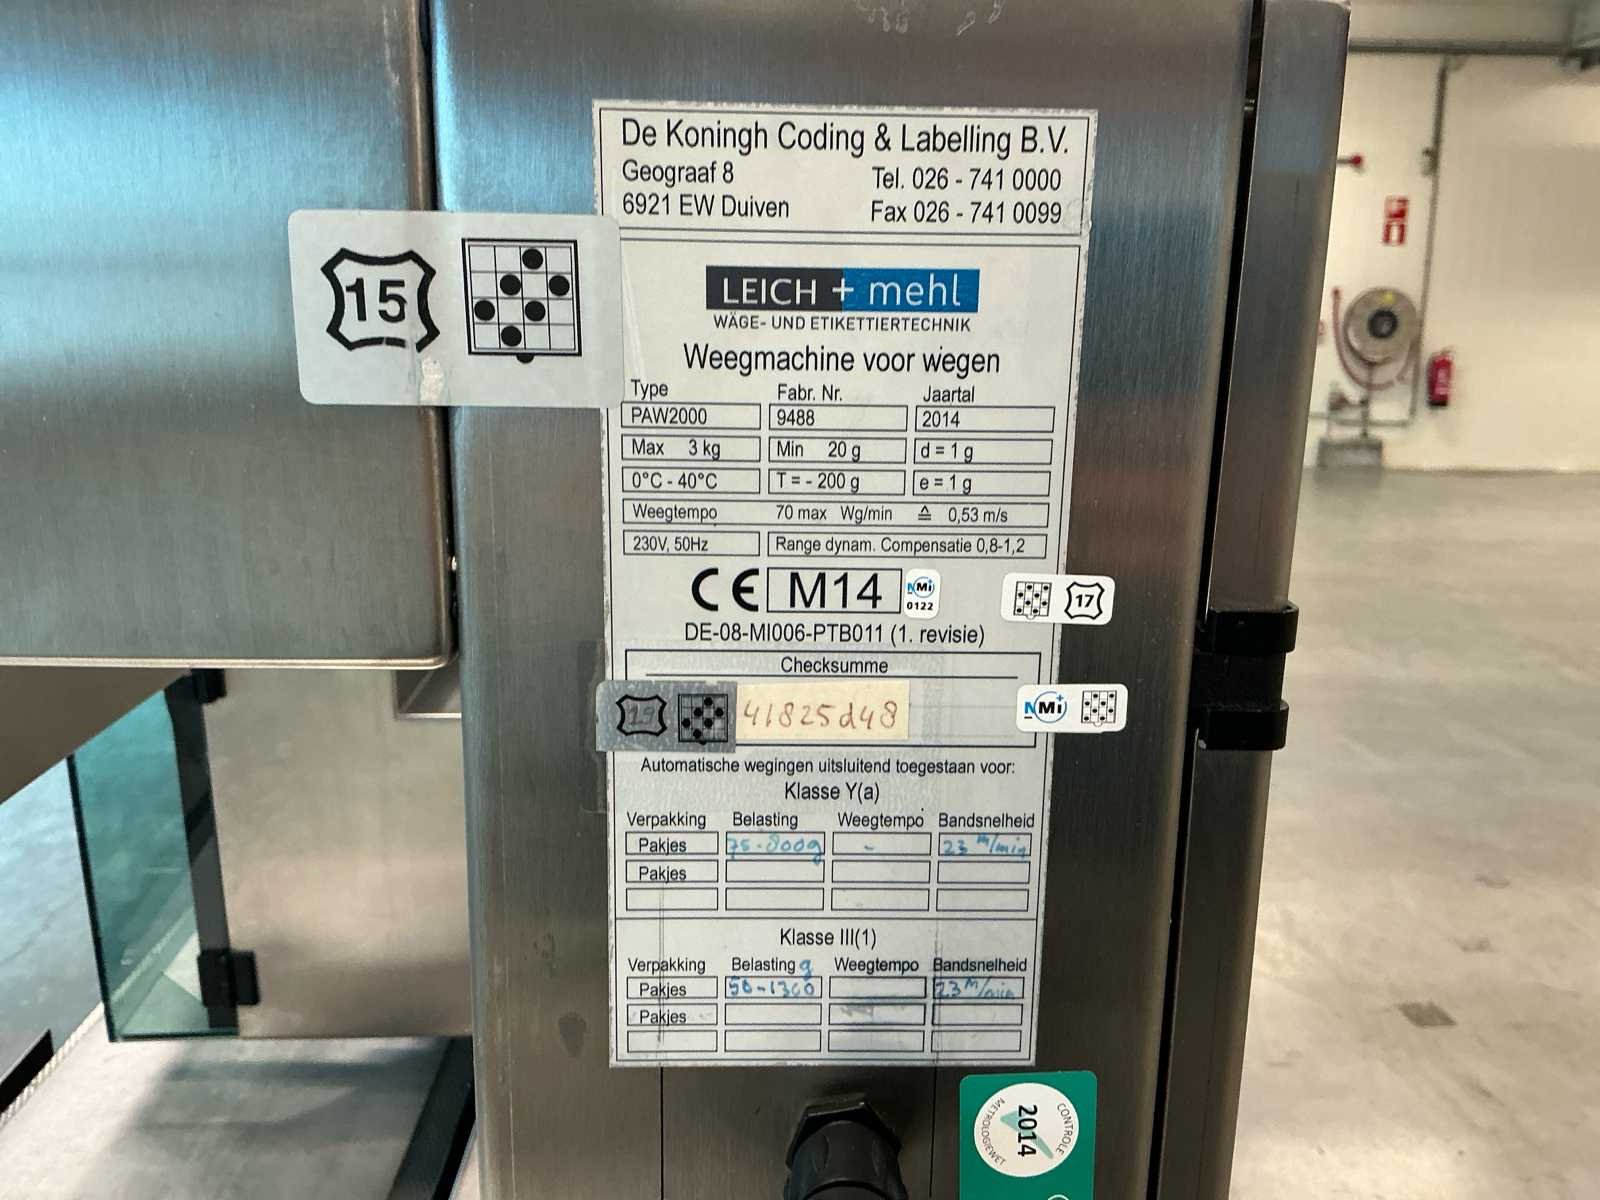 De Koningh Coding & Labelling B.V.
Geograaf 8 Tel. 026 - 741 0000
6921 EW Duiven Fax 026 - 741 0099
15
LEICH + mehl
WÄGE- UND ETIKETTIERTECHNIK
Weegmachine voor wegen
Type Fabr. Nr. Jaartal
PAW2000 9488 2014
Max 3 kg Min 20 g d = 1 g
0°C - 40°C T = - 200 g e = 1 g
Weegtempo 70 max Wg/min ≙ 0,53 m/s
230V, 50Hz Range dynam. Compensatie 0,8-1,2
CE M14 NMi 0122 17
DE-08-MI006-PTB011 (1. revisie)
Checksumme
19 41825d48 NMi
Automatische wegingen uitsluitend toegestaan voor:
Klasse Y(a)
Verpakking Belasting Weegtempo Bandsnelheid
Pakjes 75-800g - 23 m/min
Pakjes
Klasse III(1)
Verpakking Belasting g Weegtempo Bandsnelheid
Pakjes 50-1300 23 m/min
Pakjes
CONTROLE
2014
METROLOGIEWET